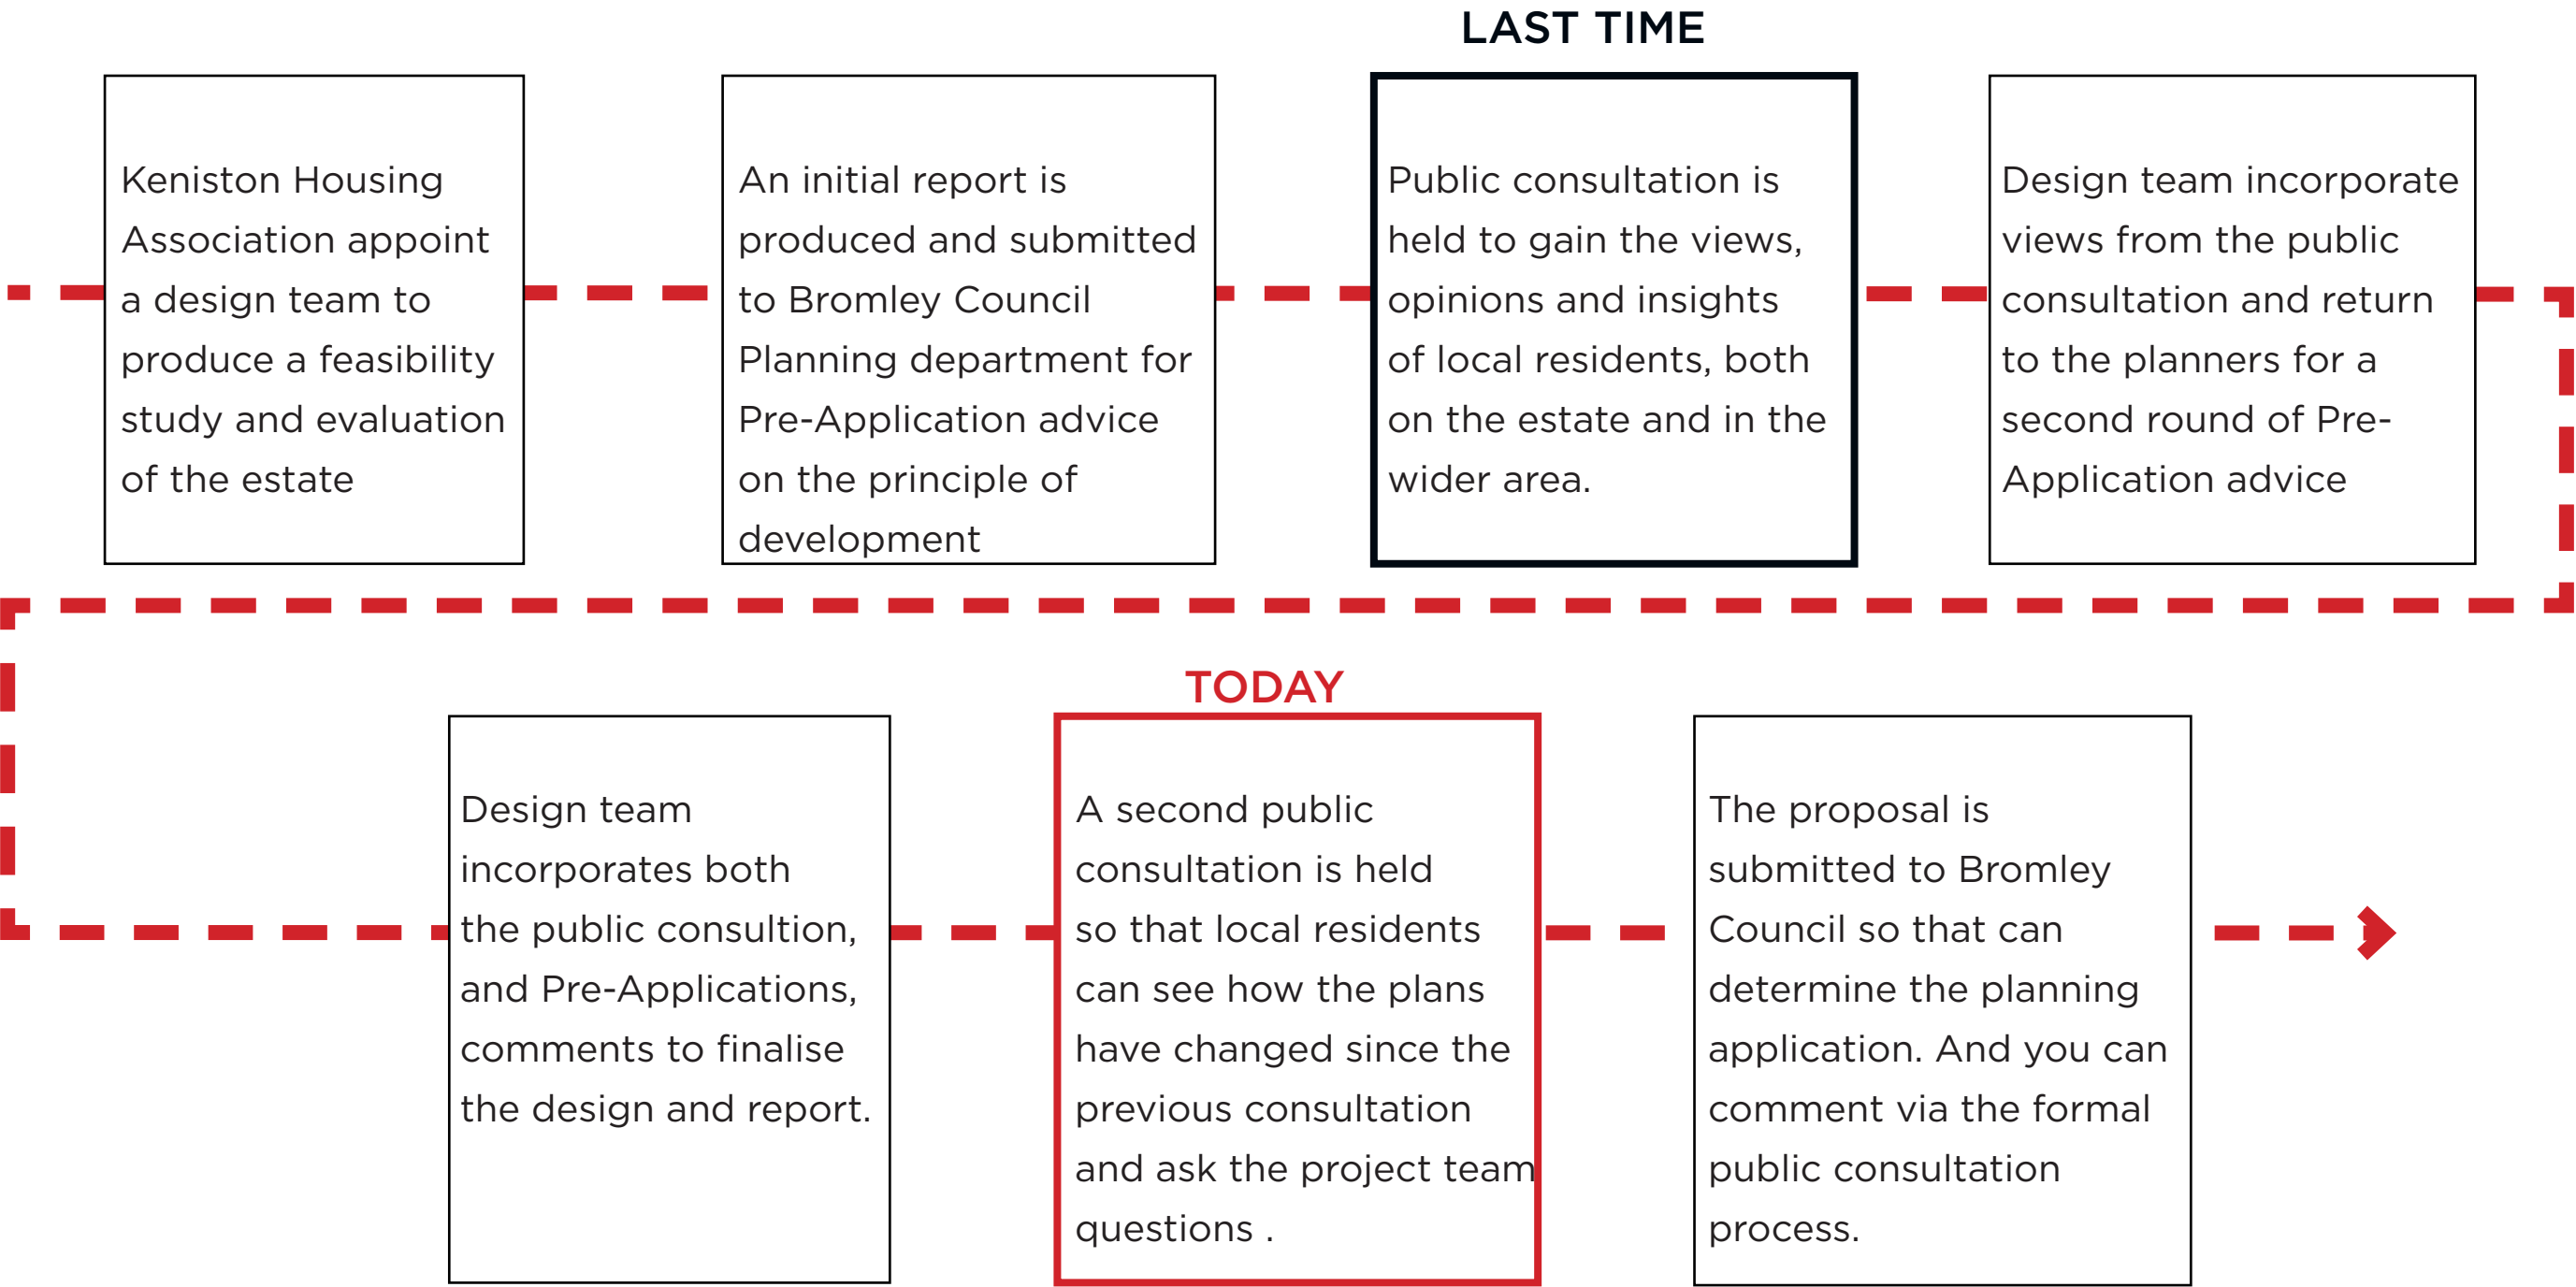 LAST TIME
Keniston Housing
Association appoint
a design team to
produce a feasibility
study and evaluation
of the estate
An initial report is
produced and submitted
to Bromley Council
Planning department for
Pre-Application advice
on the principle of
development
Public consultation is
held to gain the views,
opinions and insights
of local residents, both
on the estate and in the
wider area.
Design team incorporate
views from the public
consultation and return
to the planners for a
second round of Pre-
Application advice
Design team
incorporates both
the public consultion,
and Pre-Applications,
comments to finalise
the design and report.
TODAY
A second public
consultation is held
so that local residents
can see how the plans
have changed since the
previous consultation
and ask the project team
questions .
The proposal is
submitted to Bromley
Council so that can
determine the planning
application. And you can
comment via the formal
public consultation
process.